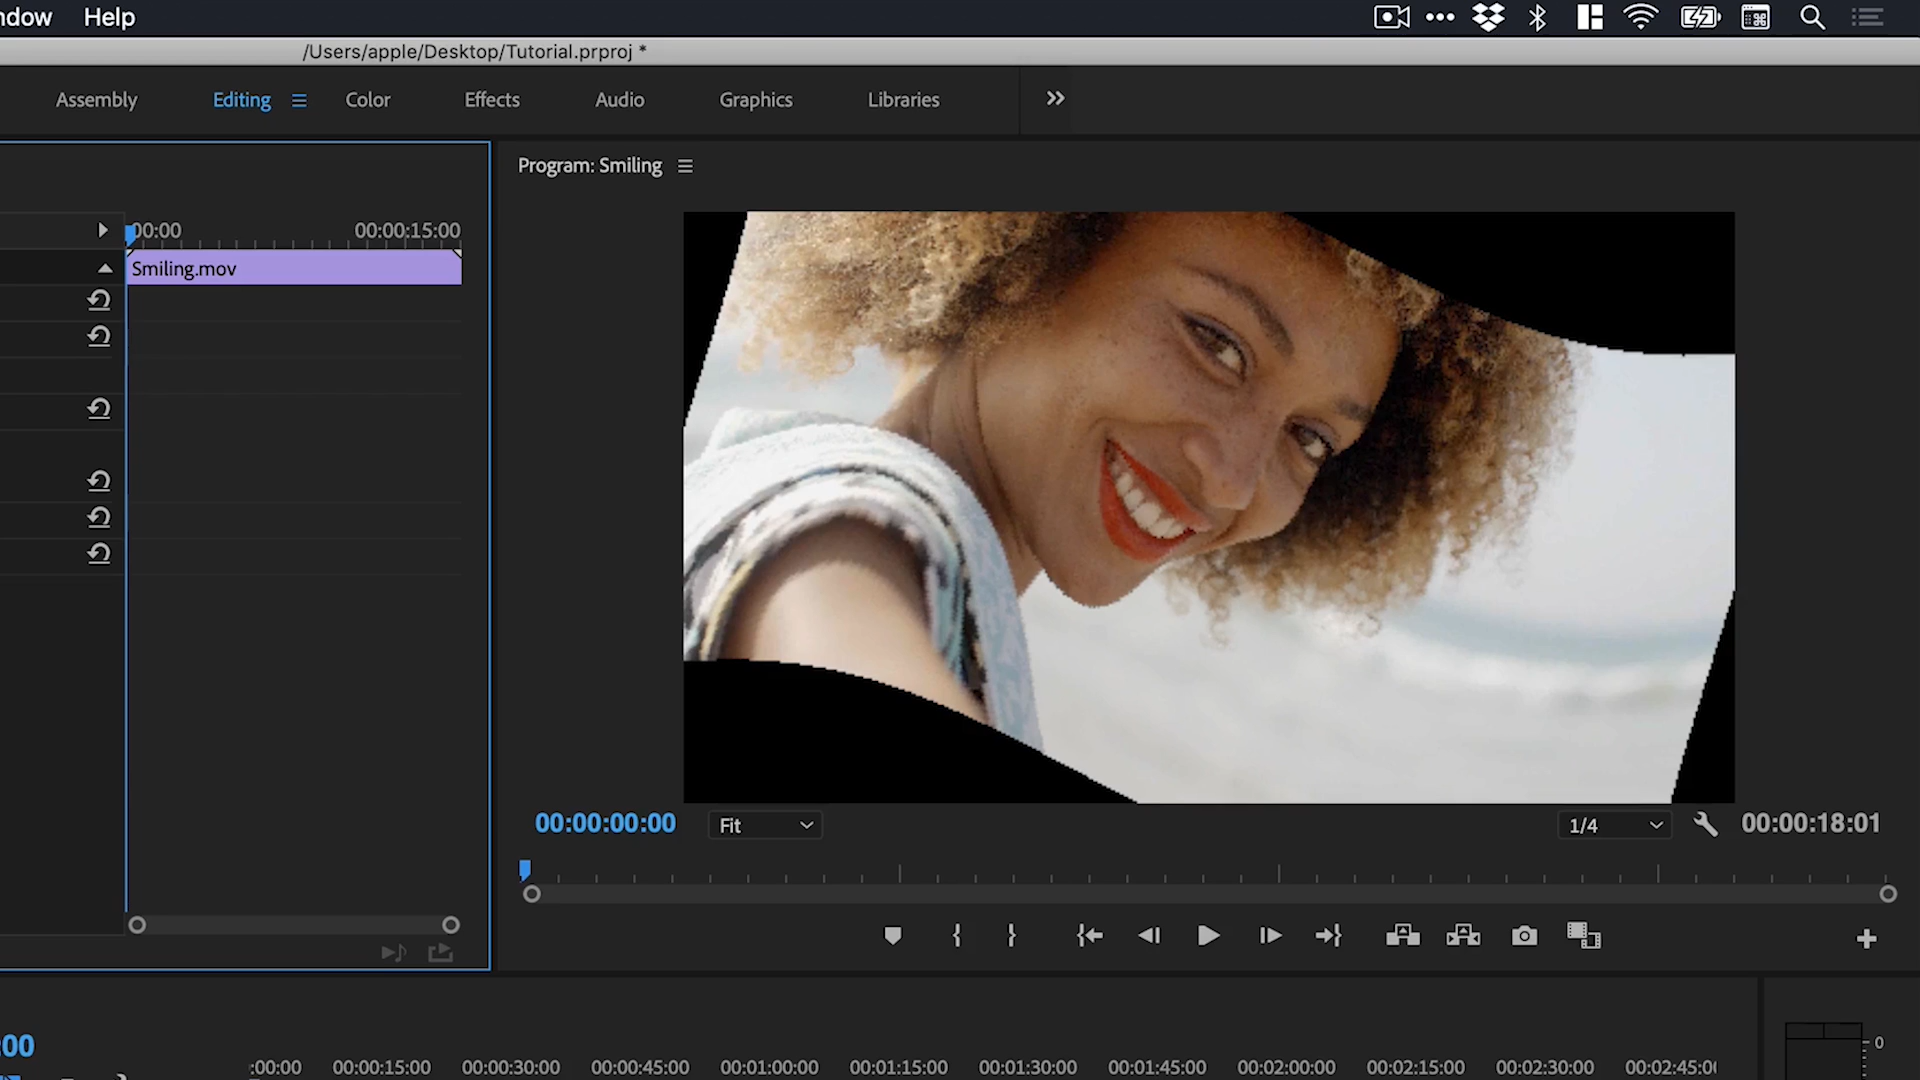 ndow Help
/Users/apple/Desktop/Tutorial.prproj *
Assembly Editing Color Effects Audio Graphics Libraries
Program: Smiling
00:00 00:00:15:00
Smiling.mov
00:00:00:00 Fit 1/4 00:00:18:01
:00
:00:00 00:00:15:00 00:00:30:00 00:00:45:00 00:01:00:00 00:01:15:00 00:01:30:00 00:01:45:00 00:02:00:00 00:02:15:00 00:02:30:00 00:02:45:00
0